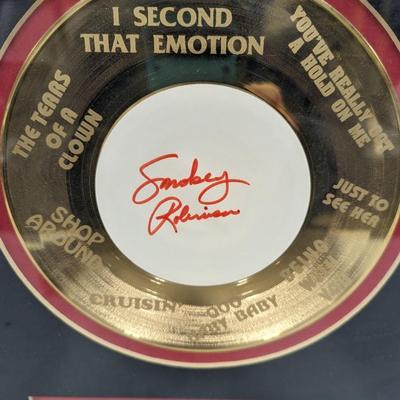 I SECOND
THAT EMOTION
YOU'VE REALLY GOT
A HOLD ON ME
JUST TO
SEE HER
BABY BABY
CRUISIN'
SHOP
AROUND
THE TEARS
OF A
CLOWN
Smokey
Robinson